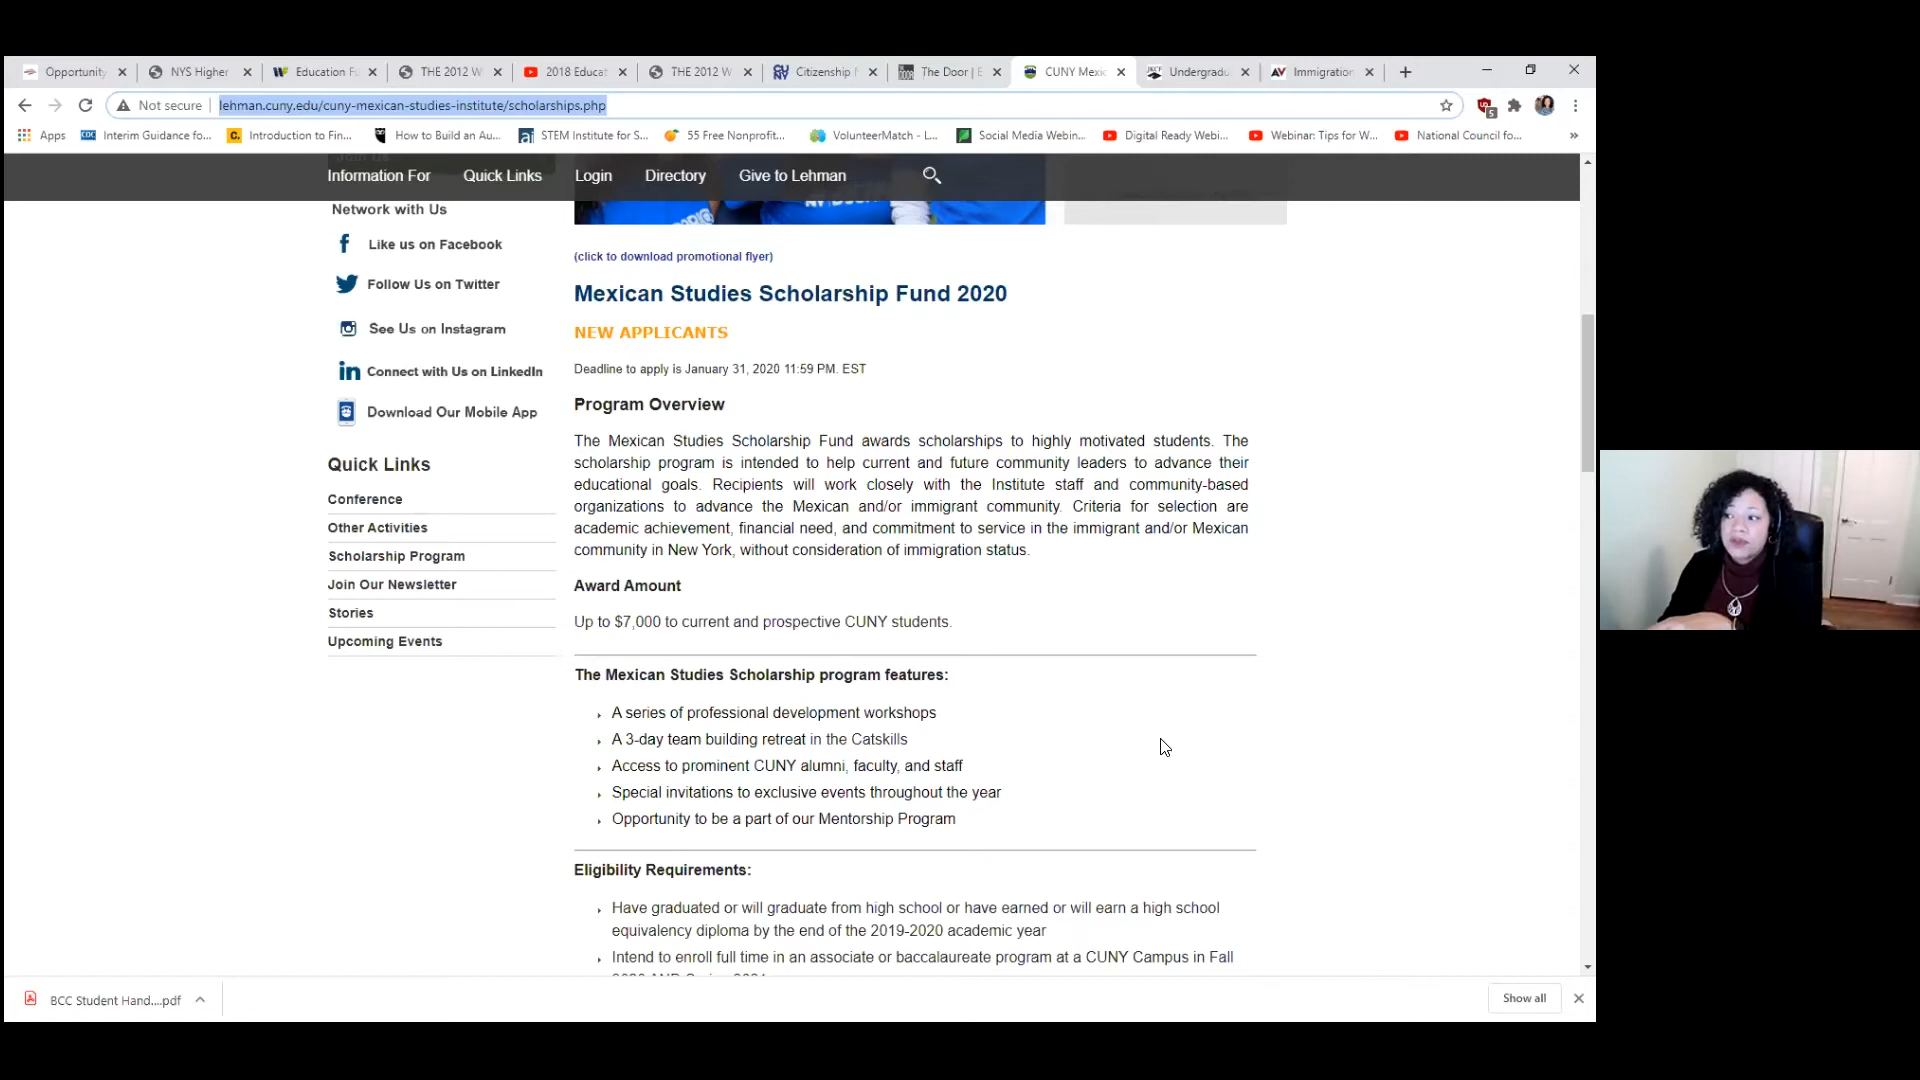 Opportunity
NYS Higher
Education F
THE 2012 W
2018 Educat
THE 2012 W
Citizenship
The Door | E
CUNY Mexic
Undergradu
Immigration
Not secure
lehman.cuny.edu/cuny-mexican-studies-institute/scholarships.php
5
Apps
CDC
Interim Guidance fo...
Introduction to Fin...
How to Build an Au...
STEM Institute for S...
55 Free Nonprofit...
VolunteerMatch - L...
Social Media Webin...
Digital Ready Webi...
Webinar: Tips for W...
National Council fo...
»
Join Us
Information For
Quick Links
Login
Directory
Give to Lehman
Network with Us
Like us on Facebook
Follow Us on Twitter
See Us on Instagram
Connect with Us on LinkedIn
Download Our Mobile App
Quick Links
Conference
Other Activities
Scholarship Program
Join Our Newsletter
Stories
Upcoming Events
(click to download promotional flyer)
Mexican Studies Scholarship Fund 2020
NEW APPLICANTS
Deadline to apply is January 31, 2020 11:59 PM. EST
Program Overview
The Mexican Studies Scholarship Fund awards scholarships to highly motivated students. The
scholarship program is intended to help current and future community leaders to advance their
educational goals. Recipients will work closely with the Institute staff and community-based
organizations to advance the Mexican and/or immigrant community. Criteria for selection are
academic achievement, financial need, and commitment to service in the immigrant and/or Mexican
community in New York, without consideration of immigration status.
Award Amount
Up to $7,000 to current and prospective CUNY students.
The Mexican Studies Scholarship program features:
A series of professional development workshops
A 3-day team building retreat in the Catskills
Access to prominent CUNY alumni, faculty, and staff
Special invitations to exclusive events throughout the year
Opportunity to be a part of our Mentorship Program
Eligibility Requirements:
Have graduated or will graduate from high school or have earned or will earn a high school
equivalency diploma by the end of the 2019-2020 academic year
Intend to enroll full time in an associate or baccalaureate program at a CUNY Campus in Fall
BCC Student Hand....pdf
Show all